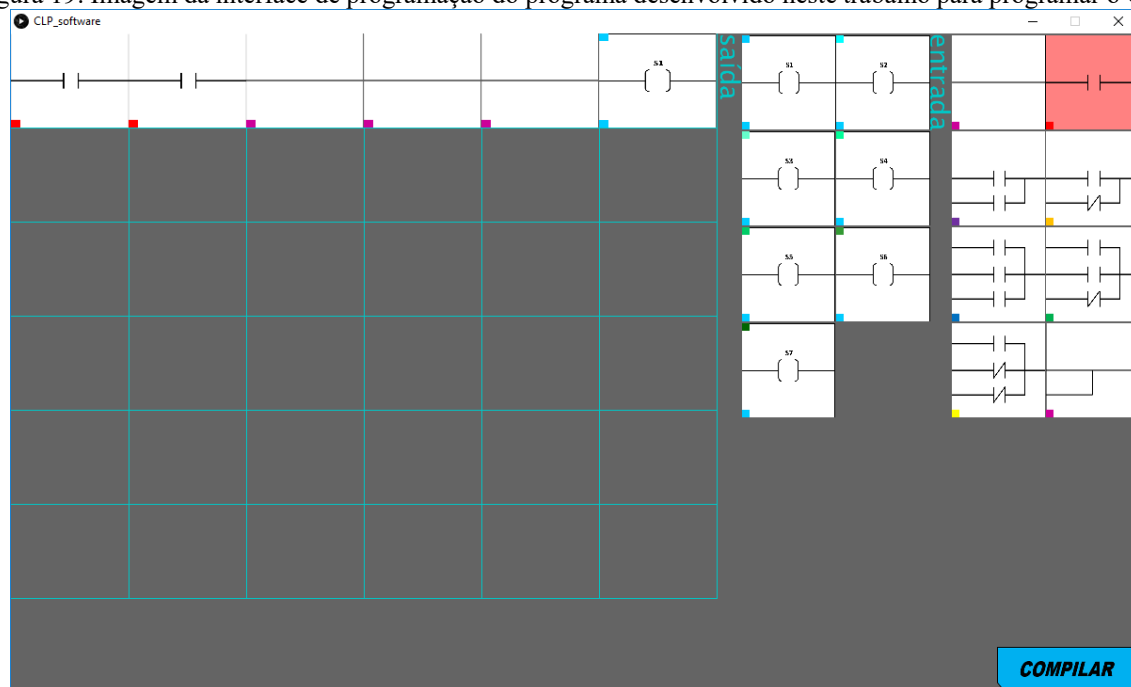 gura 19: Imagem da interface de programação do programa desenvolvido neste trabalho para programar o
CLP_software
S1
saída
S1
S2
entrada
S3
S4
S5
S6
S7
COMPILAR